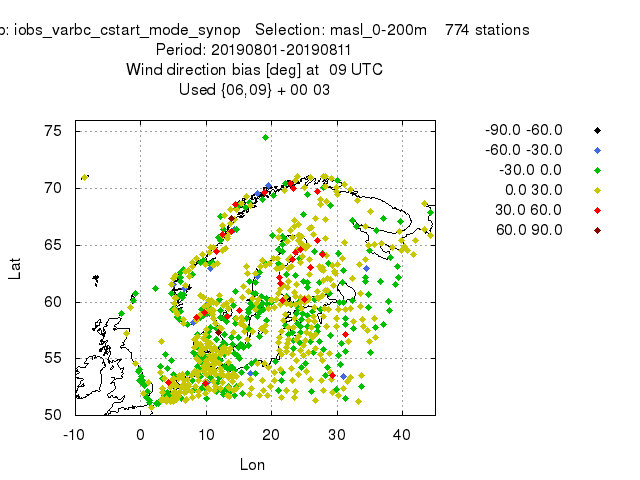 : iobs_varbc_cstart_mode_synop Selection: masl_0-200m 774 stations
Period: 20190801-20190811
Wind direction bias [deg] at 09 UTC
Used {06,09} + 00 03
-90.0 -60.0
-60.0 -30.0
-30.0 0.0
0.0 30.0
30.0 60.0
60.0 90.0
75
70
65
60
55
50
Lat
-10 0 10 20 30 40
Lon